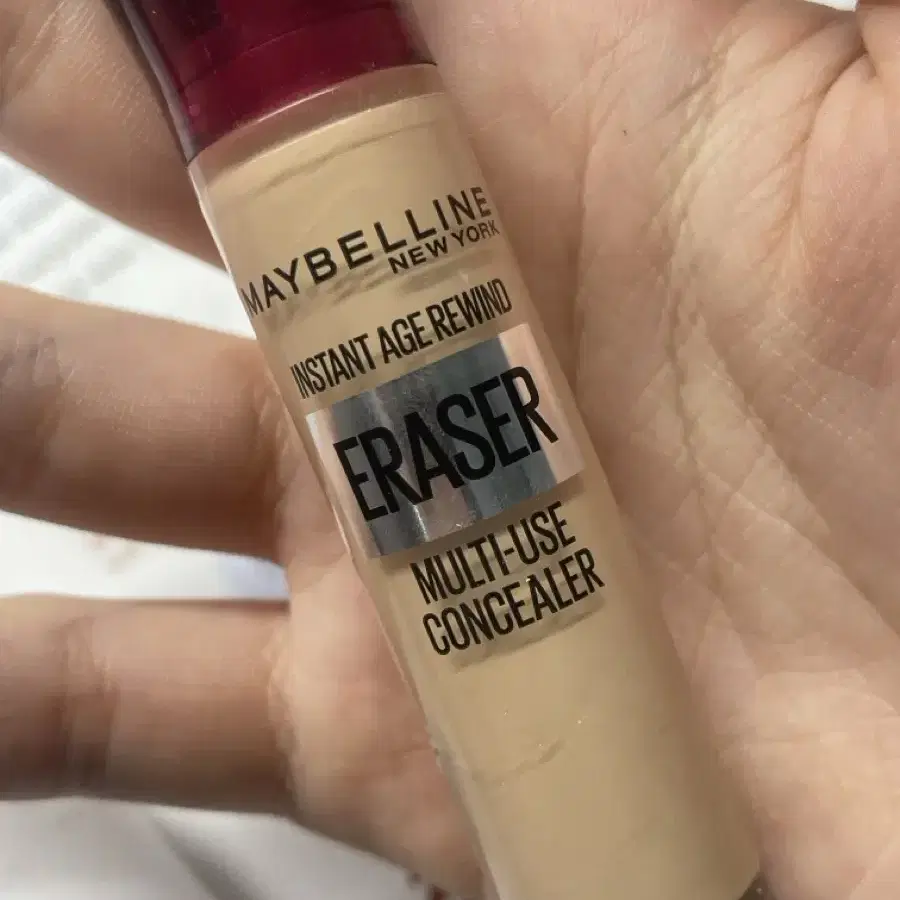 MAYBELLINE
NEW YORK
INSTANT AGE REWIND
ERASER
MULTI-USE
CONCEALER